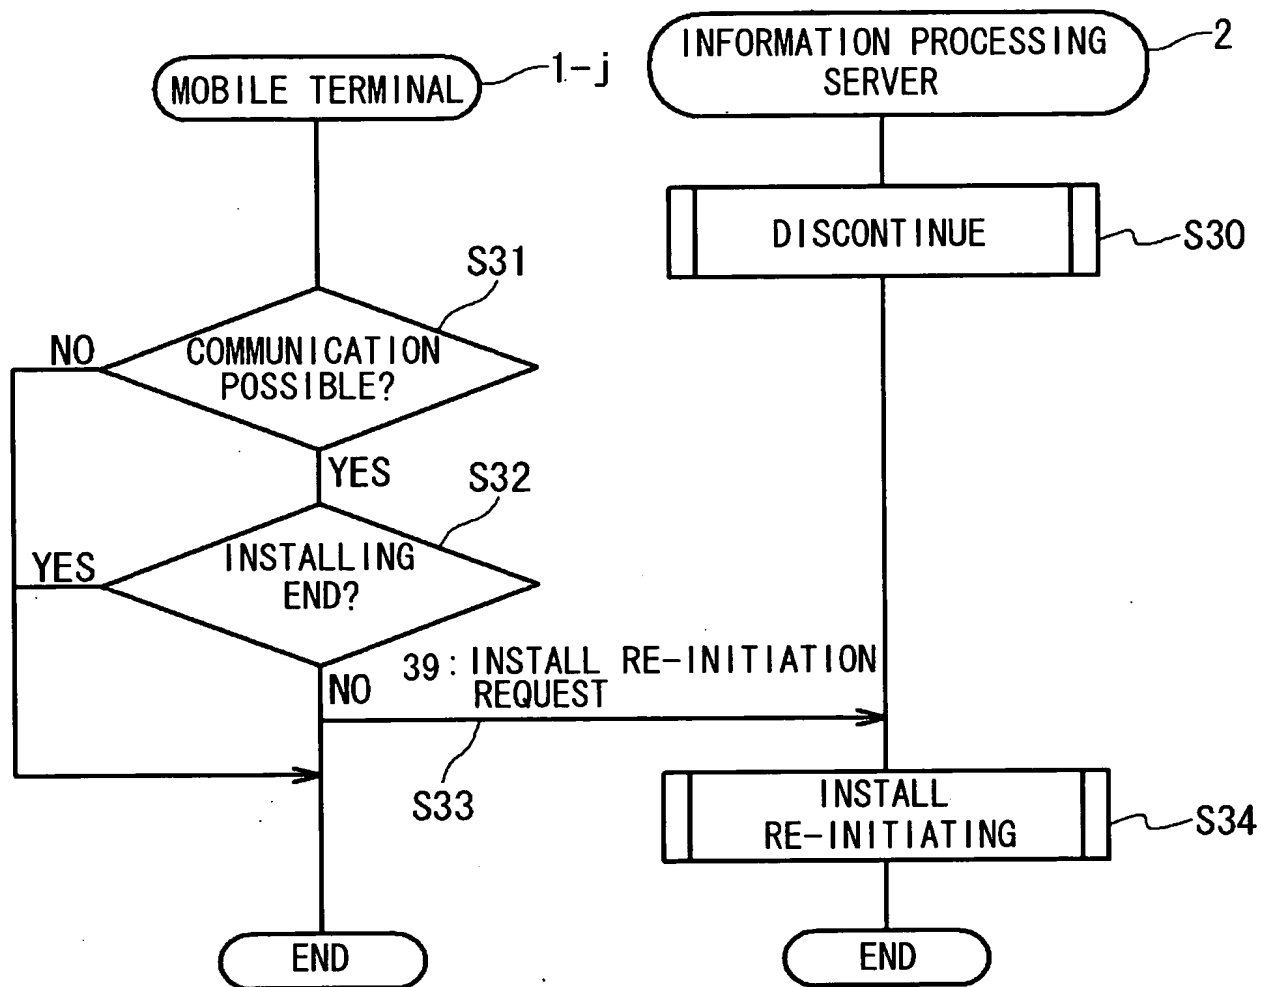 MOBILE TERMINAL
1-j
INFORMATION PROCESSING
SERVER
2
DISCONTINUE
S30
S31
COMMUNICATION
POSSIBLE?
NO
YES
S32
INSTALLING
END?
YES
NO
39:INSTALL RE-INITIATION
REQUEST
S33
INSTALL
RE-INITIATING
S34
END
END